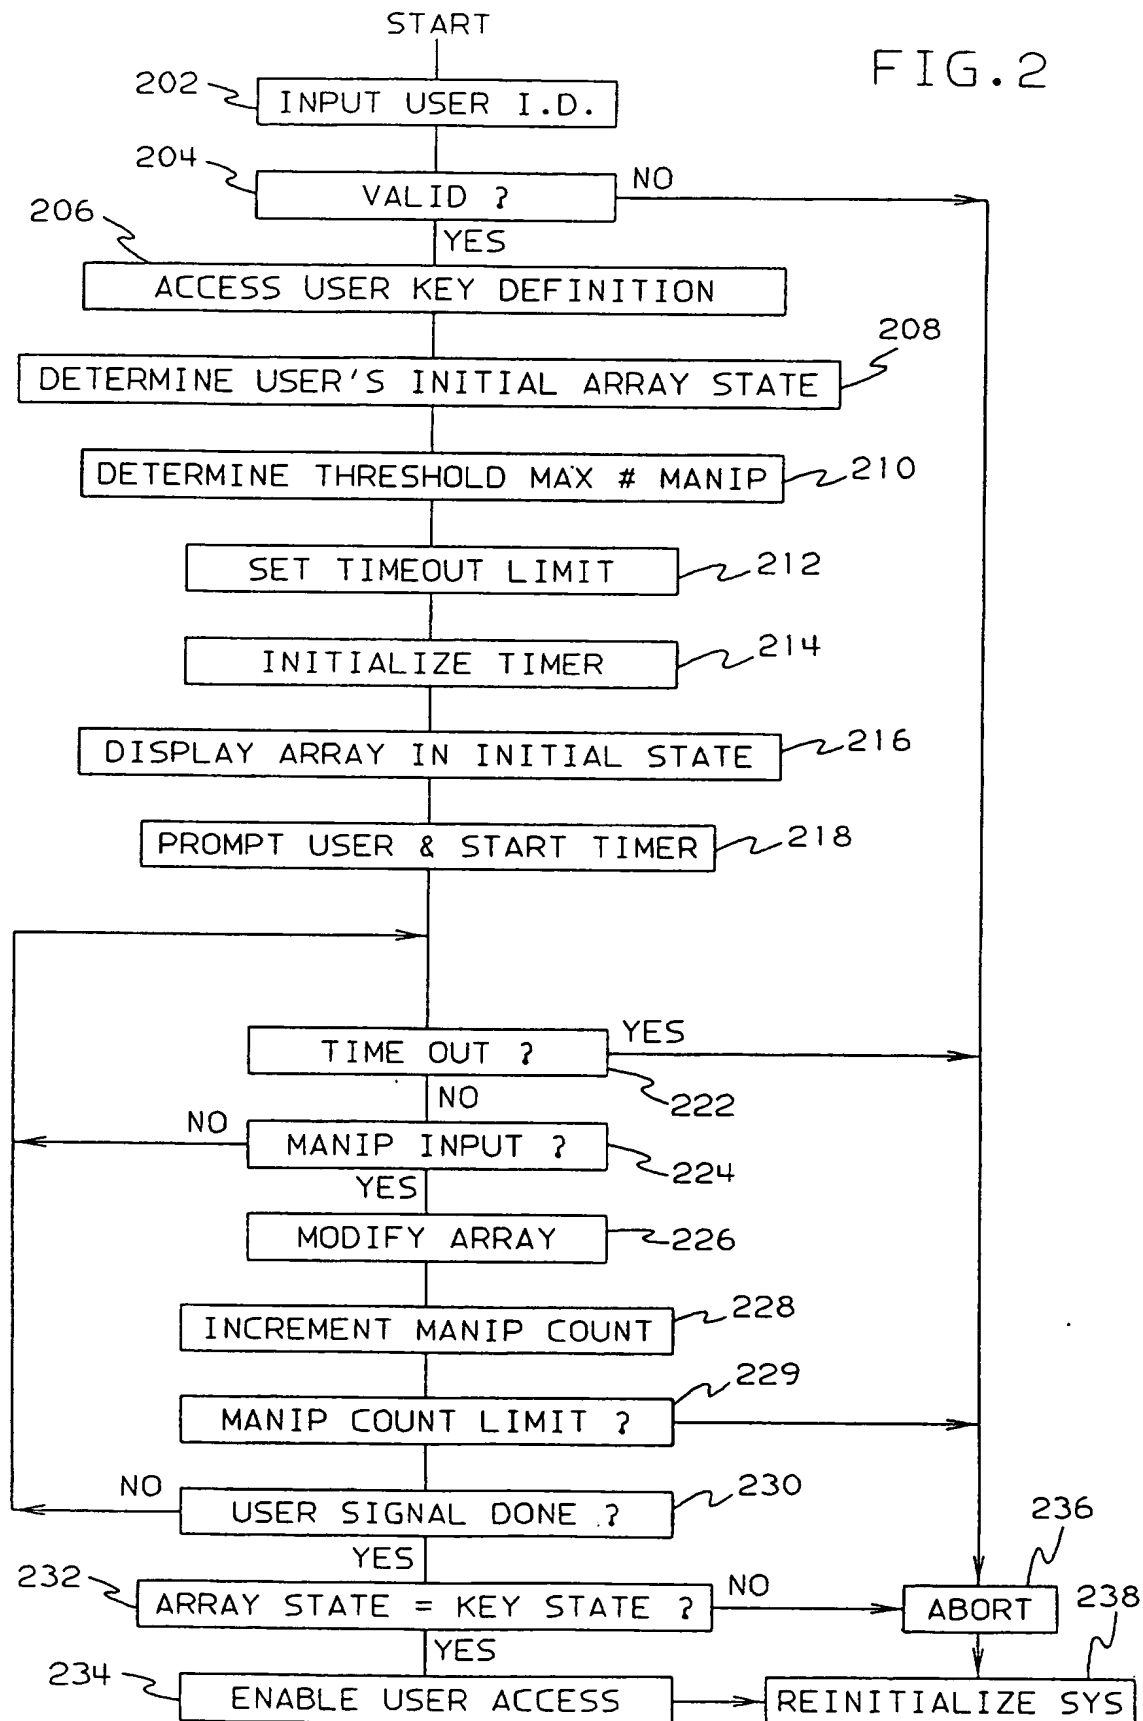 START
FIG.2
202
INPUT USER I.D.
204
VALID ?
NO
206
YES
ACCESS USER KEY DEFINITION
208
DETERMINE USER'S INITIAL ARRAY STATE
DETERMINE THRESHOLD MAX # MANIP
210
SET TIMEOUT LIMIT
212
INITIALIZE TIMER
214
DISPLAY ARRAY IN INITIAL STATE
216
PROMPT USER & START TIMER
218
TIME OUT ?
YES
222
NO
NO
MANIP INPUT ?
224
YES
MODIFY ARRAY
226
INCREMENT MANIP COUNT
228
MANIP COUNT LIMIT ?
229
NO
USER SIGNAL DONE ?
230
YES
232
ARRAY STATE = KEY STATE ?
NO
236
ABORT
238
YES
234
ENABLE USER ACCESS
REINITIALIZE SYS